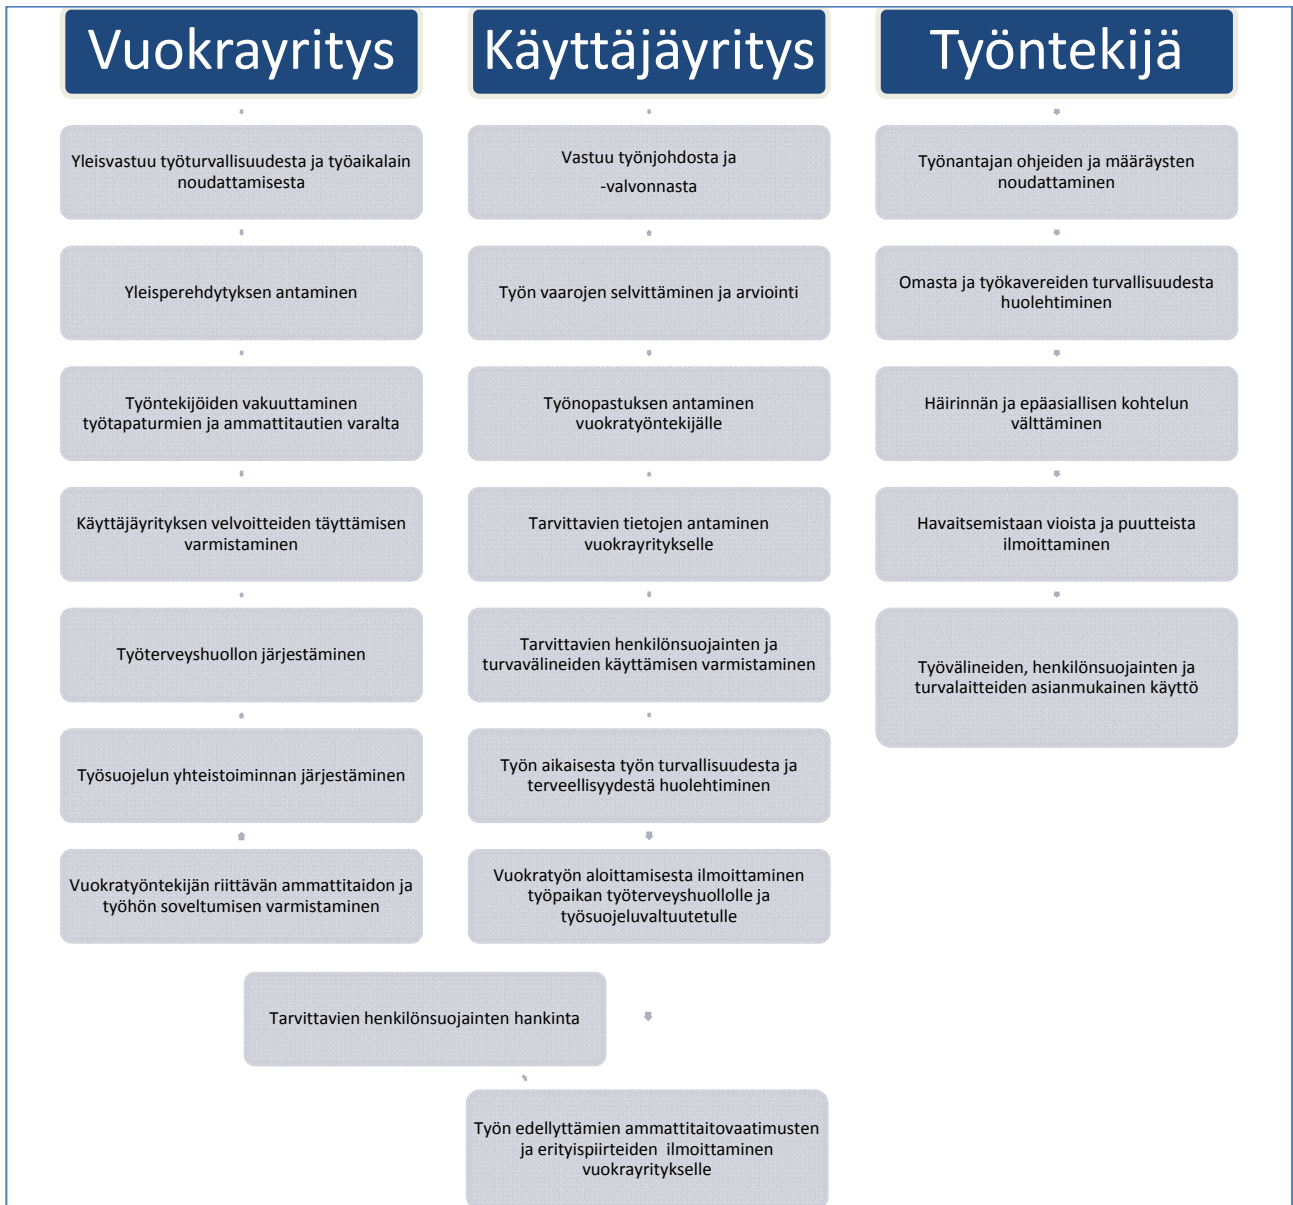 Vuokrayritys
Yleisvastuu työturvallisuudesta ja työaikalain
noudattamisesta
Yleisperehdytyksen antaminen
Työntekijöiden vakuuttaminen
työtapaturmien ja ammattitautien varalta
Käyttäjäyrityksen velvoitteiden täyttämisen
varmistaminen
Työterveyshuollon järjestäminen
Työsuojelun yhteistoiminnan järjestäminen
Vuokratyöntekijän riittävän ammattitaidon ja
työhön soveltumisen varmistaminen
Käyttäjäyritys
Vastuu työnjohdosta ja
-valvonnasta
Työn vaarojen selvittäminen ja arviointi
Työnopastuksen antaminen
vuokratyöntekijälle
Tarvittavien tietojen antaminen
vuokrayritykselle
Tarvittavien henkilönsuojainten ja
turvavälineiden käyttämisen varmistaminen
Työn aikaisesta työn turvallisuudesta ja
terveellisyydestä huolehtiminen
Vuokratyön aloittamisesta ilmoittaminen
työpaikan työterveyshuollolle ja
työsuojeluvaltuutetulle
Tarvittavien henkilönsuojainten hankinta
Työn edellyttämien ammattitaitovaatimusten
ja erityispiirteiden ilmoittaminen
vuokrayritykselle
Työntekijä
Työnantajan ohjeiden ja määräysten
noudattaminen
Omasta ja työkavereiden turvallisuudesta
huolehtiminen
Häirinnän ja epäasiallisen kohtelun
välttäminen
Havaitsemistaan vioista ja puutteista
ilmoittaminen
Työvälineiden, henkilönsuojainten ja
turvalaitteiden asianmukainen käyttö